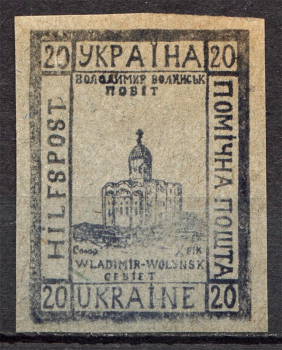 20 УКРАЇНА 20
ВОЛОДИМИР ВОЛИНСЬК
ПОВІТ
HILFSPOST.
ПОМІЧНА ПОШТА
WLADIMIR-WOLYNSK
GEBIET
20 UKRAINE 20